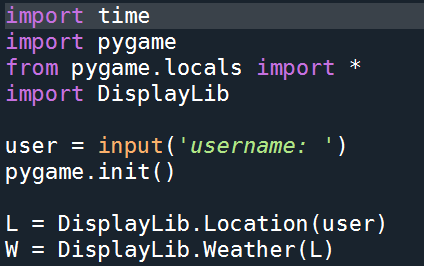 import time
import pygame
from pygame.locals import *
import DisplayLib
user = input('username: ')
pygame.init()
L = DisplayLib.Location(user)
W = DisplayLib.Weather(L)